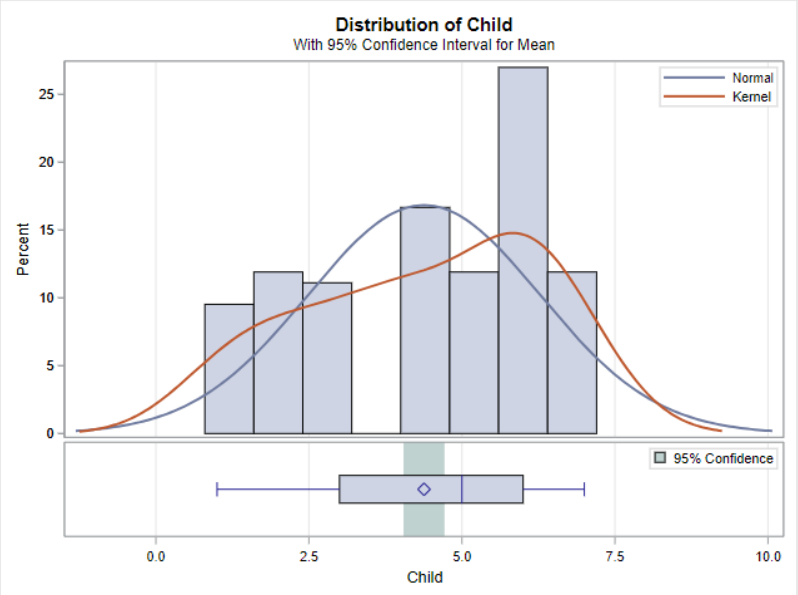 Distribution of Child
With 95% Confidence Interval for Mean
Normal
Kernel
25
20
15
10
5
0
Percent
95% Confidence
0.0 2.5 5.0 7.5 10.0
Child